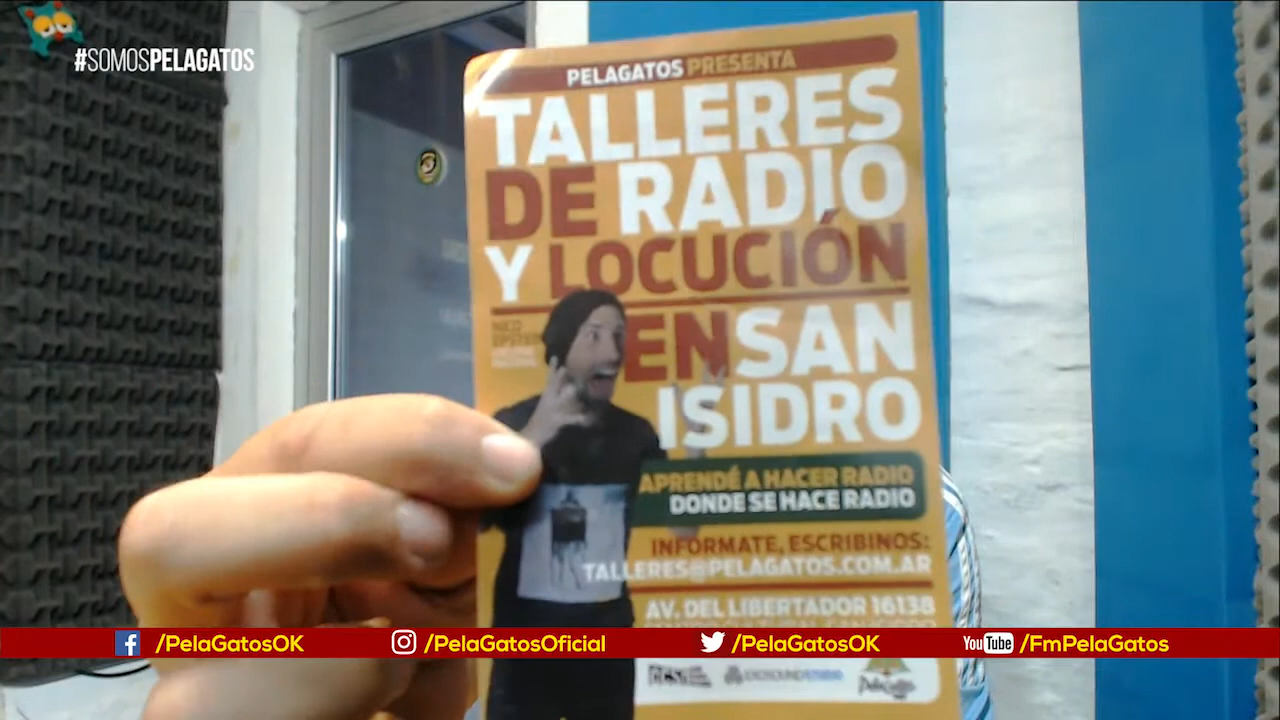 #SOMOSPELAGATOS
PELAGATOS PRESENTA
TALLERES
DE RADIO
Y LOCUCIÓN
EN SAN
ISIDRO
APRENDÉ A HACER RADIO
DONDE SE HACE RADIO
INFORMATE, ESCRIBINOS:
TALLERES@PELAGATOS.COM.AR
AV. DEL LIBERTADOR 16138
/PelaGatosOK
/PelaGatosOficial
/PelaGatosOK
YouTube /FmPelaGatos